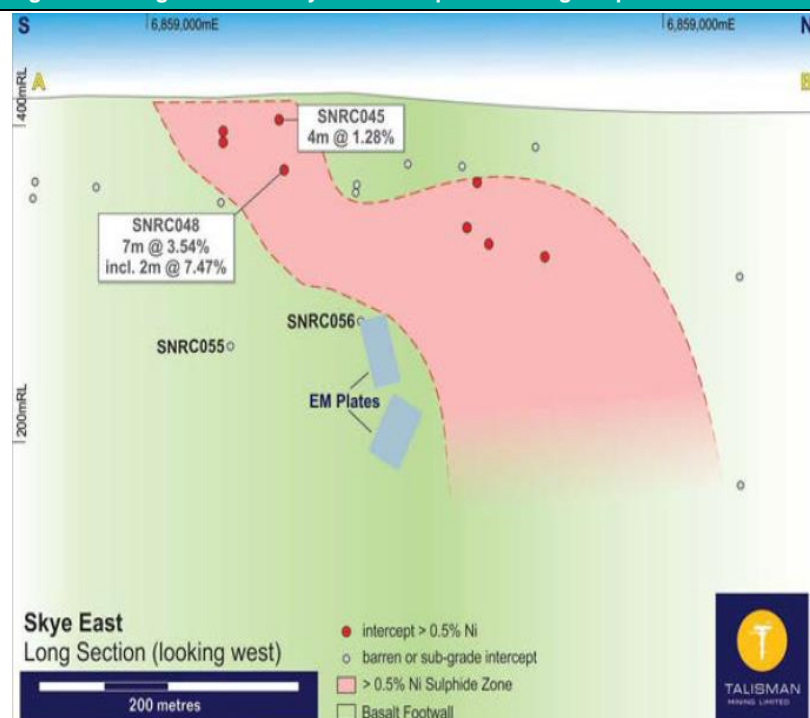 S
6,859,000mE
6,859,000mE
N
A
B
400mRL
SNRC045
4m @ 1.28%
SNRC048
7m @ 3.54%
incl. 2m @ 7.47%
SNRC056
SNRC055
EM Plates
200mRL
Skye East
Long Section (looking west)
200 metres
intercept > 0.5% Ni
barren or sub-grade intercept
> 0.5% Ni Sulphide Zone
Basalt Footwall
TALISMAN
MINING LIMITED